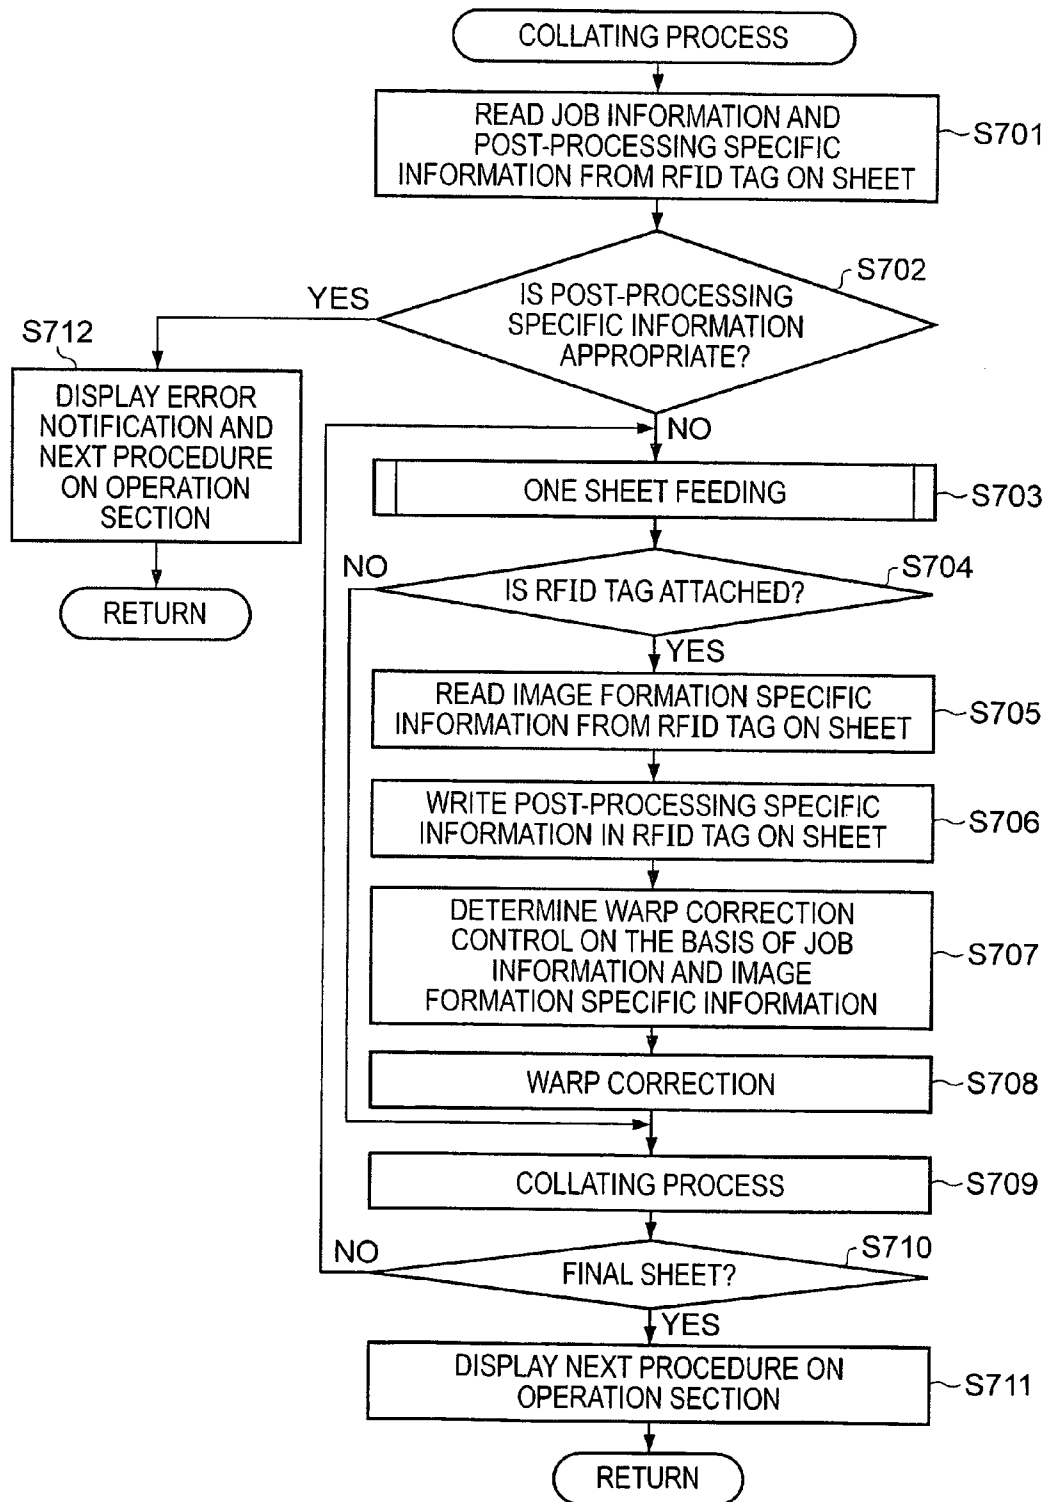 COLLATING PROCESS
READ JOB INFORMATION AND
POST-PROCESSING SPECIFIC
INFORMATION FROM RFID TAG ON SHEET
S701
S702
IS POST-PROCESSING
SPECIFIC INFORMATION
APPROPRIATE?
YES
S712
DISPLAY ERROR
NOTIFICATION AND
NEXT PROCEDURE
ON OPERATION
SECTION
RETURN
NO
ONE SHEET FEEDING
S703
S704
NO
IS RFID TAG ATTACHED?
YES
READ IMAGE FORMATION SPECIFIC
INFORMATION FROM RFID TAG ON SHEET
S705
WRITE POST-PROCESSING SPECIFIC
INFORMATION IN RFID TAG ON SHEET
S706
DETERMINE WARP CORRECTION
CONTROL ON THE BASIS OF JOB
INFORMATION AND IMAGE
FORMATION SPECIFIC INFORMATION
S707
WARP CORRECTION
S708
COLLATING PROCESS
S709
S710
NO
FINAL SHEET?
YES
DISPLAY NEXT PROCEDURE ON
OPERATION SECTION
S711
RETURN